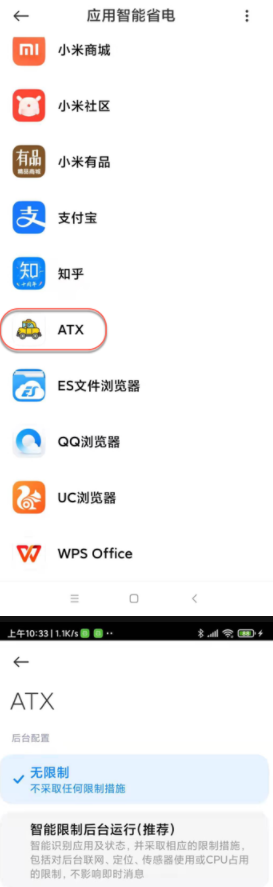 应用智能省电
小米商城
小米社区
有品
精品商城
小米有品
支
支付宝
知
知乎
ATX
ES
ES文件浏览器
QQ浏览器
UC浏览器
WPS Office
上午10:33 | 1.1K/s
ATX
后台配置
无限制
不采取任何限制措施
智能限制后台运行(推荐)
智能识别应用及状态，并采取相应的限制措施，
包括对后台联网、定位、传感器使用或CPU占用
的限制，不影响即时消息